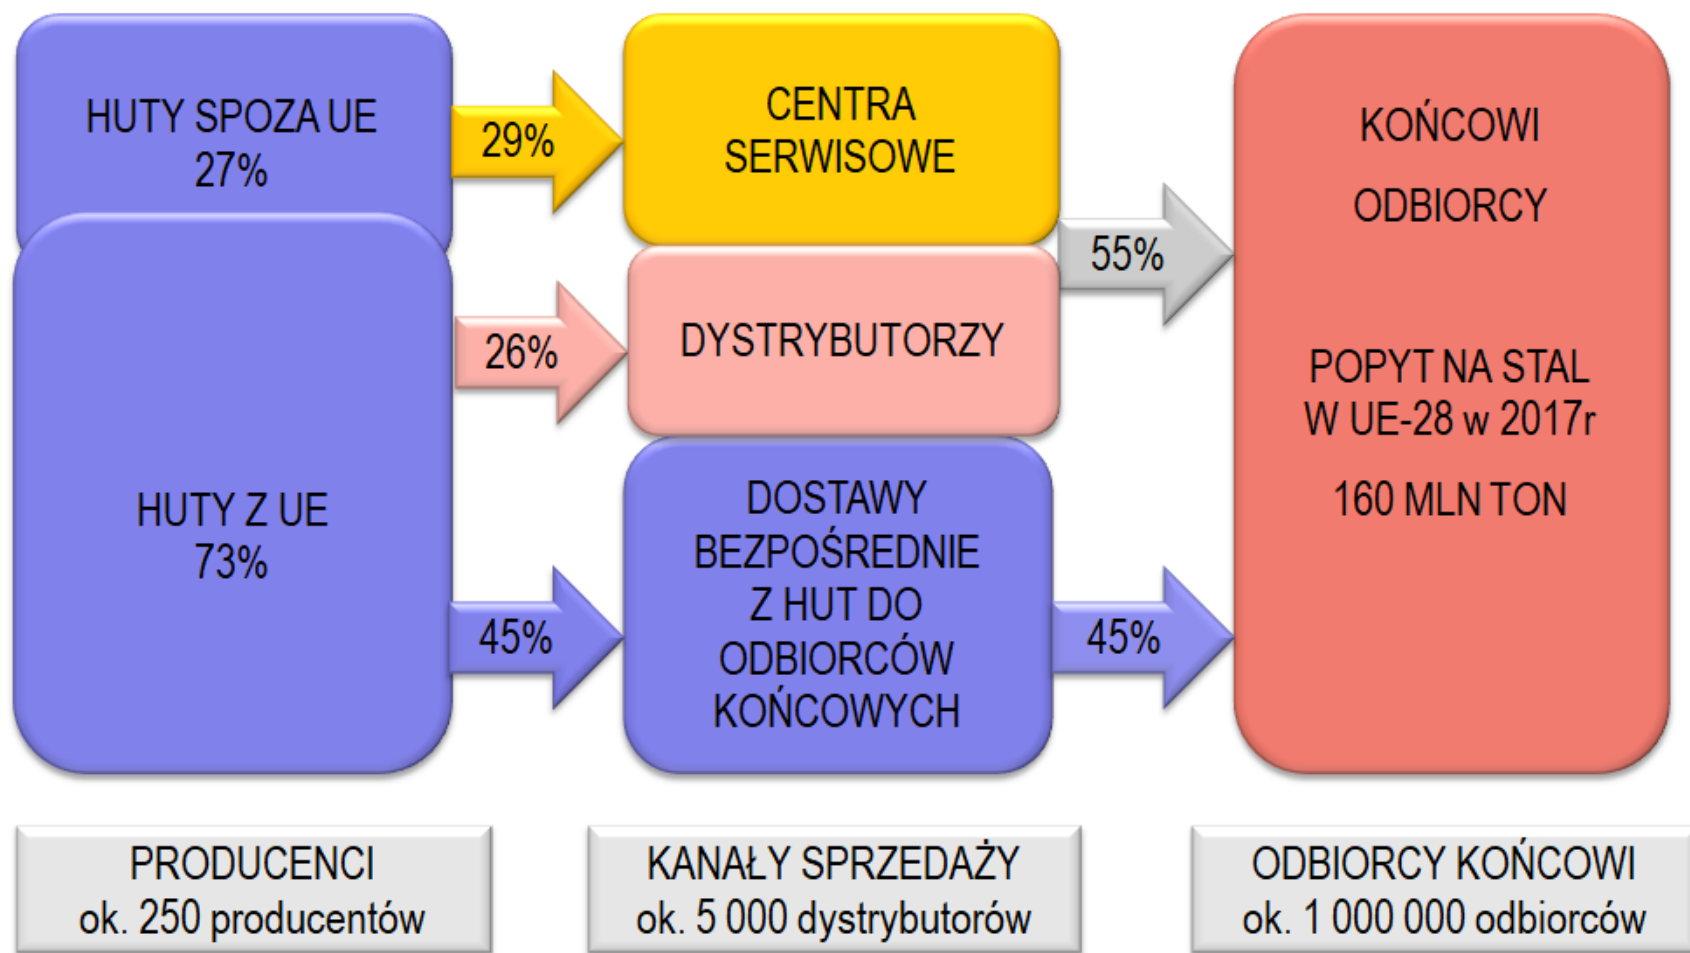 HUTY SPOZA UE
27%
29%
CENTRA
SERWISOWE
KOŃCOWI
ODBIORCY
55%
26%
DYSTRYBUTORZY
POPYT NA STAL
W UE-28 w 2017r
160 MLN TON
HUTY Z UE
73%
45%
DOSTAWY
BEZPOŚREDNIE
Z HUT DO
ODBIORCÓW
KOŃCOWYCH
45%
PRODUCENCI
ok. 250 producentów
KANAŁY SPRZEDAŻY
ok. 5 000 dystrybutorów
ODBIORCY KOŃCOWI
ok. 1 000 000 odbiorców